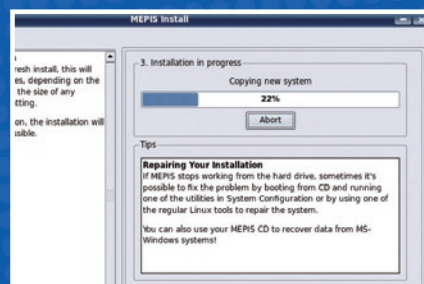 MEPIS Install
s
resh install, this will
es, depending on the
the size of any
tting.
on, the installation will
ssible.
3. Installation in progress
Copying new system
22%
Abort
Tips
Repairing Your Installation
If MEPIS stops working from the hard drive, sometimes it's
possible to fix the problem by booting from CD and running
one of the utilities in System Configuration or by using one of
the regular Linux tools to repair the system.
You can also use your MEPIS CD to recover data from MS-
Windows systems!